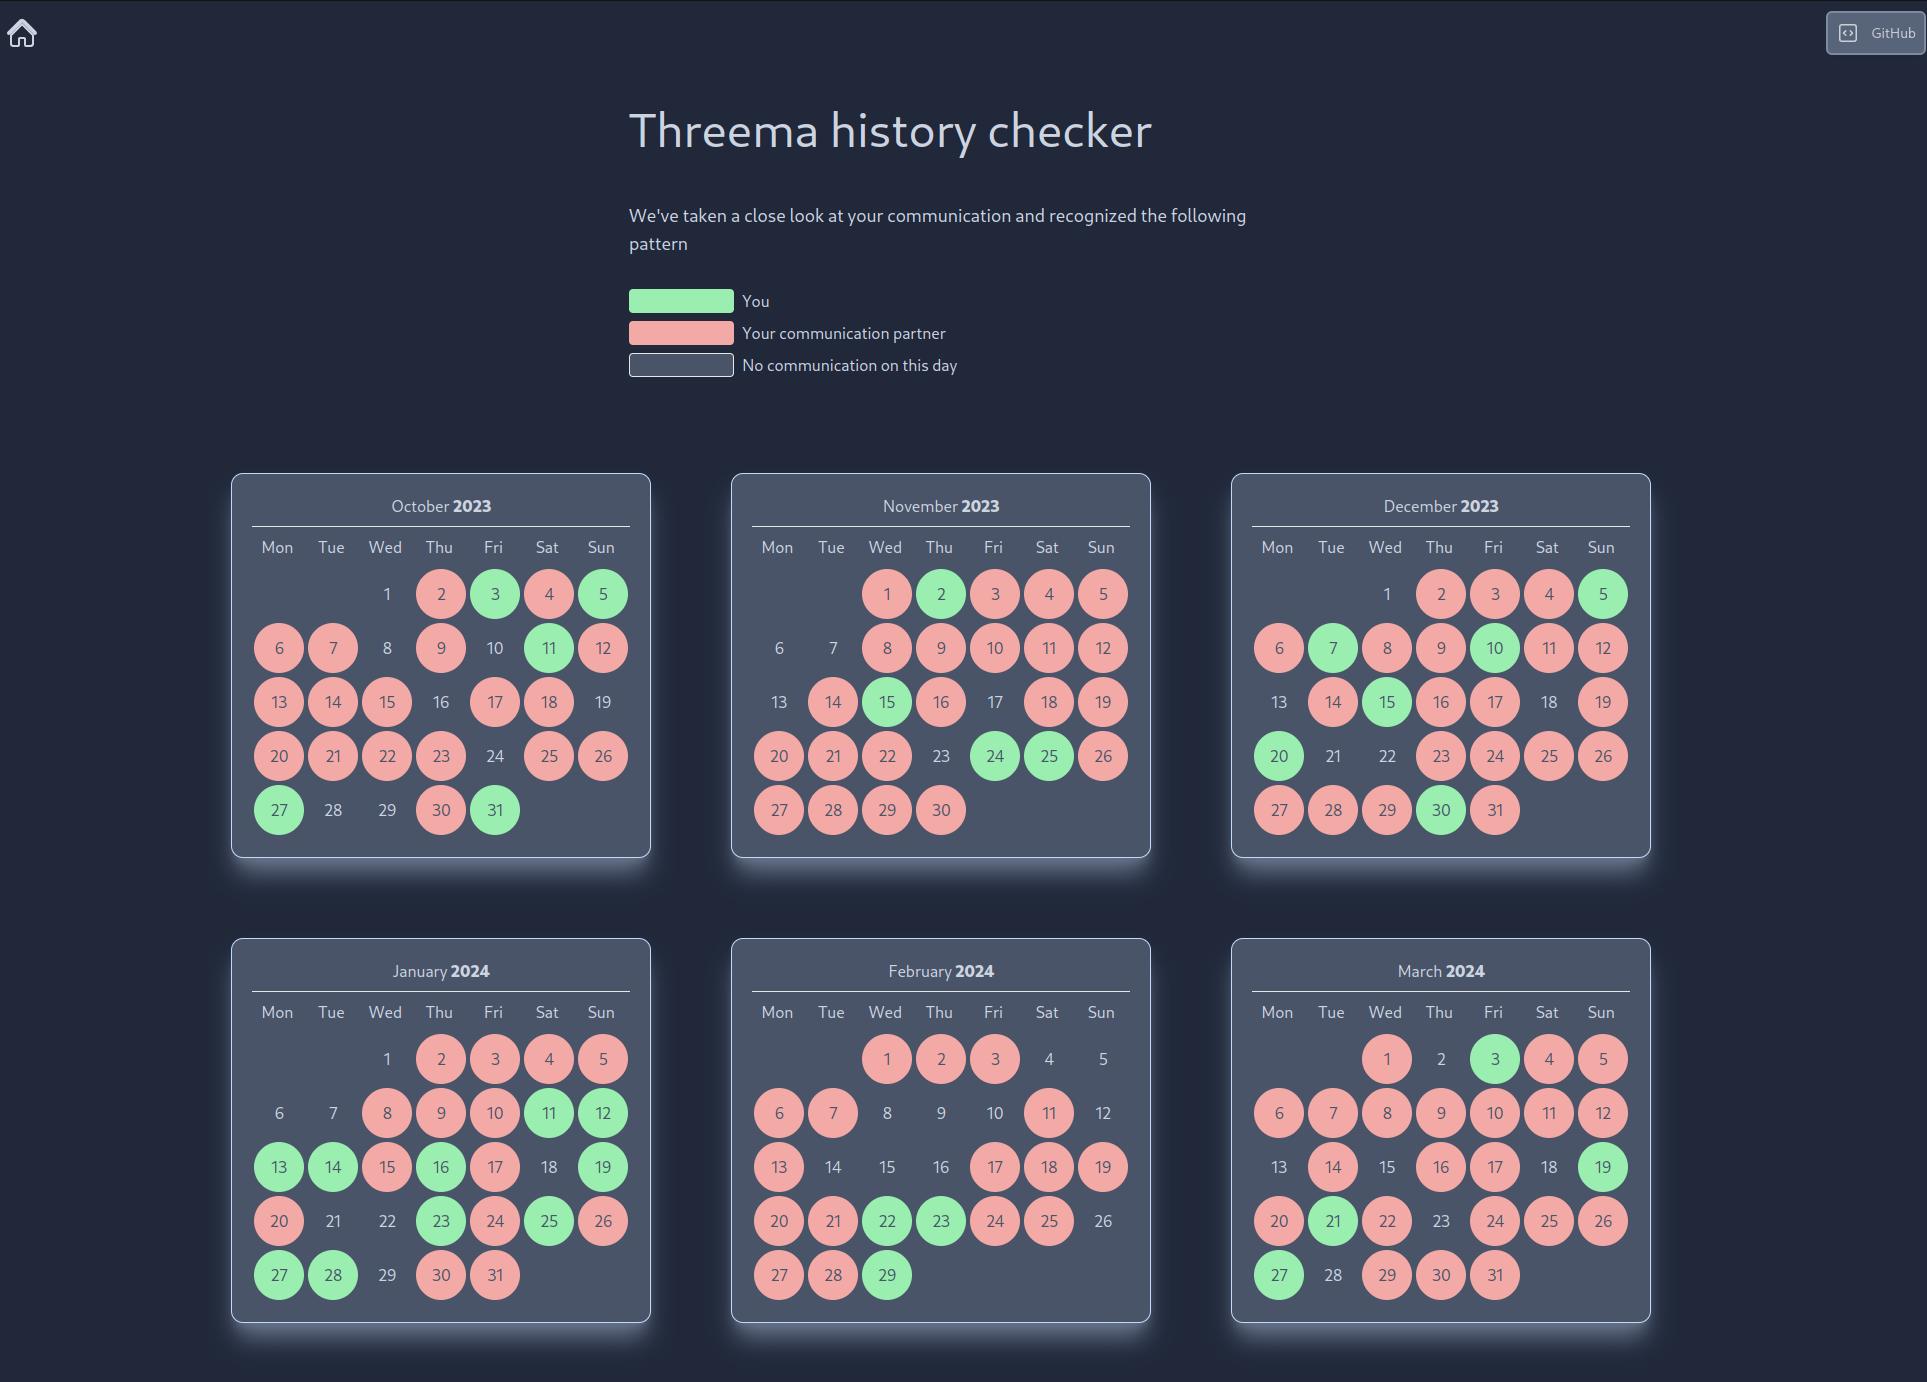 GitHub
Threema history checker
We've taken a close look at your communication and recognized the following
pattern
You
Your communication partner
No communication on this day
October 2023
Mon Tue Wed Thu Fri Sat Sun
1 2 3 4 5
6 7 8 9 10 11 12
13 14 15 16 17 18 19
20 21 22 23 24 25 26
27 28 29 30 31
November 2023
Mon Tue Wed Thu Fri Sat Sun
1 2 3 4 5
6 7 8 9 10 11 12
13 14 15 16 17 18 19
20 21 22 23 24 25 26
27 28 29 30
December 2023
Mon Tue Wed Thu Fri Sat Sun
1 2 3 4 5
6 7 8 9 10 11 12
13 14 15 16 17 18 19
20 21 22 23 24 25 26
27 28 29 30 31
January 2024
Mon Tue Wed Thu Fri Sat Sun
1 2 3 4 5
6 7 8 9 10 11 12
13 14 15 16 17 18 19
20 21 22 23 24 25 26
27 28 29 30 31
February 2024
Mon Tue Wed Thu Fri Sat Sun
1 2 3 4 5
6 7 8 9 10 11 12
13 14 15 16 17 18 19
20 21 22 23 24 25 26
27 28 29
March 2024
Mon Tue Wed Thu Fri Sat Sun
1 2 3 4 5
6 7 8 9 10 11 12
13 14 15 16 17 18 19
20 21 22 23 24 25 26
27 28 29 30 31